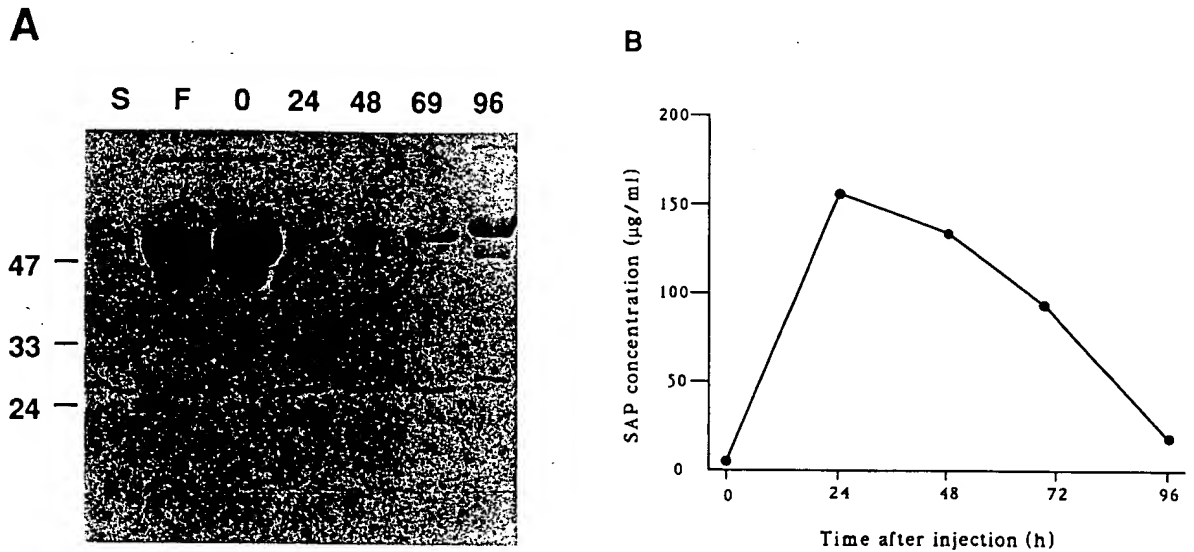 A
S F 0 24 48 69 96
47
33
24
B
SAP concentration (µg/ml)
200
150
100
50
0
0 24 48 72 96
Time after injection (h)